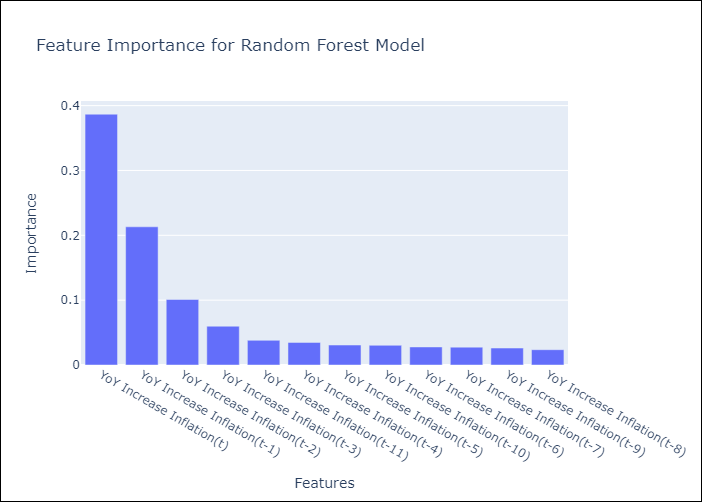 Feature Importance for Random Forest Model
0.4
0.3
0.2
0.1
0
Importance
YoY Increase Inflation(t)
YoY Increase Inflation(t-1)
YoY Increase Inflation(t-2)
YoY Increase Inflation(t-3)
YoY Increase Inflation(t-11)
YoY Increase Inflation(t-4)
YoY Increase Inflation(t-5)
YoY Increase Inflation(t-10)
YoY Increase Inflation(t-6)
YoY Increase Inflation(t-7)
YoY Increase Inflation(t-9)
YoY Increase Inflation(t-8)
Features